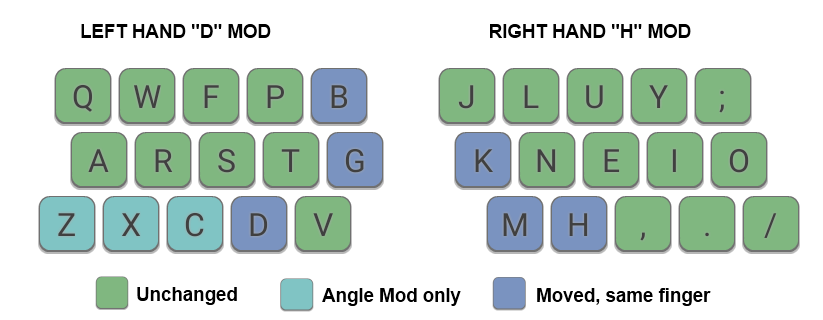 LEFT HAND "D" MOD RIGHT HAND "H" MOD
Q W F P B J L U Y ;
A R S T G K N E I O
Z X C D V M H , . /
Unchanged Angle Mod only Moved, same finger